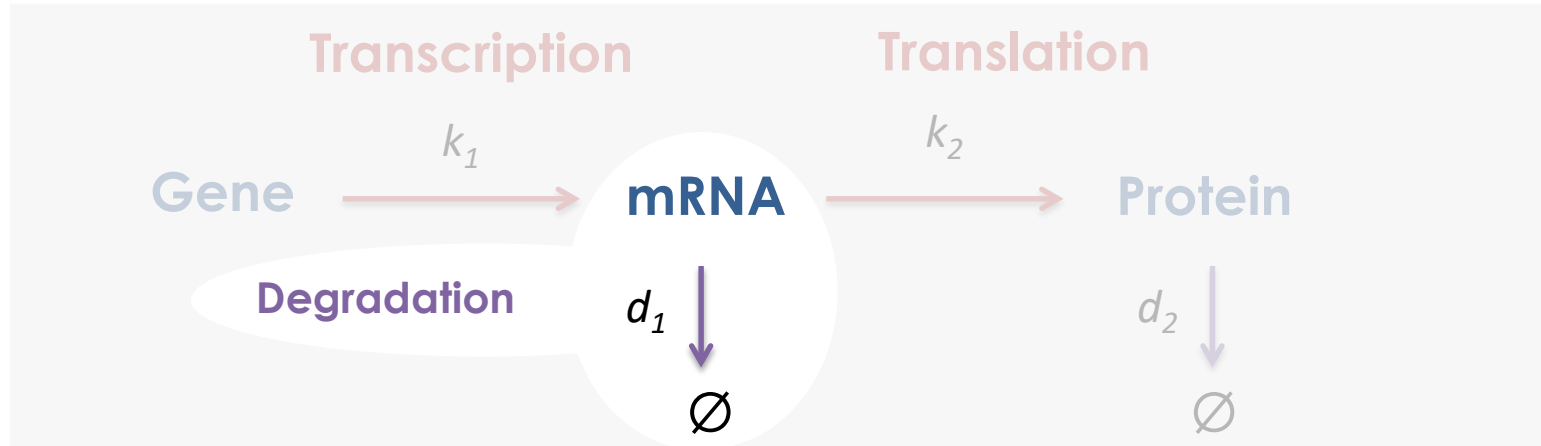 Transcription Translation
k1 k2
Gene mRNA Protein
Degradation d1 d2
∅ ∅